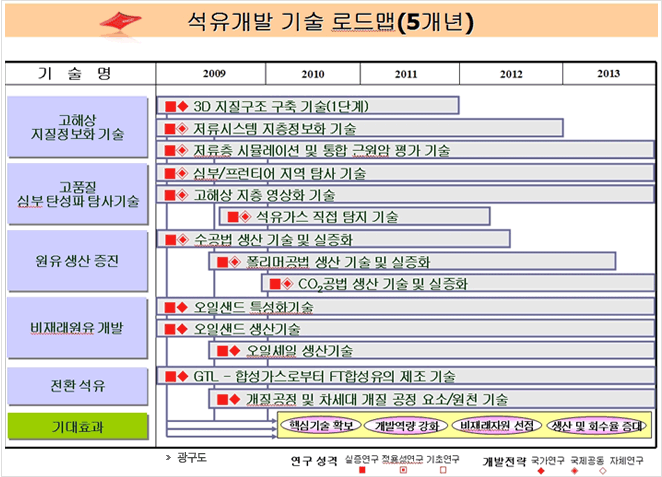 석유개발 기술 로드맵(5개년)
기 술 명 2009 2010 2011 2012 2013
고해상
지질정보화 기술
3D 지질구조 구축 기술(1단계)
저류시스템 지층정보화 기술
저류층 시뮬레이션 및 통합 근원암 평가 기술
고품질
심부 탄성파 탐사기술
심부/프런티어 지역 탐사 기술
고해상 지층 영상화 기술
석유가스 직접 탐지 기술
원유 생산 증진
수공법 생산 기술 및 실증화
폴리머공법 생산 기술 및 실증화
CO2공법 생산 기술 및 실증화
비재래원유 개발
오일샌드 특성화기술
오일샌드 생산기술
오일셰일 생산기술
전환 석유
GTL - 합성가스로부터 FT합성유의 제조 기술
개질공정 및 차세대 개질 공정 요소/원천 기술
기대효과
핵심기술 확보 개발역량 강화 비재래자원 선점 생산 및 회수율 증대
> 광구도
연구 성격 실증연구 적용성연구 기초연구 개발전략 국가연구 국제공동 자체연구